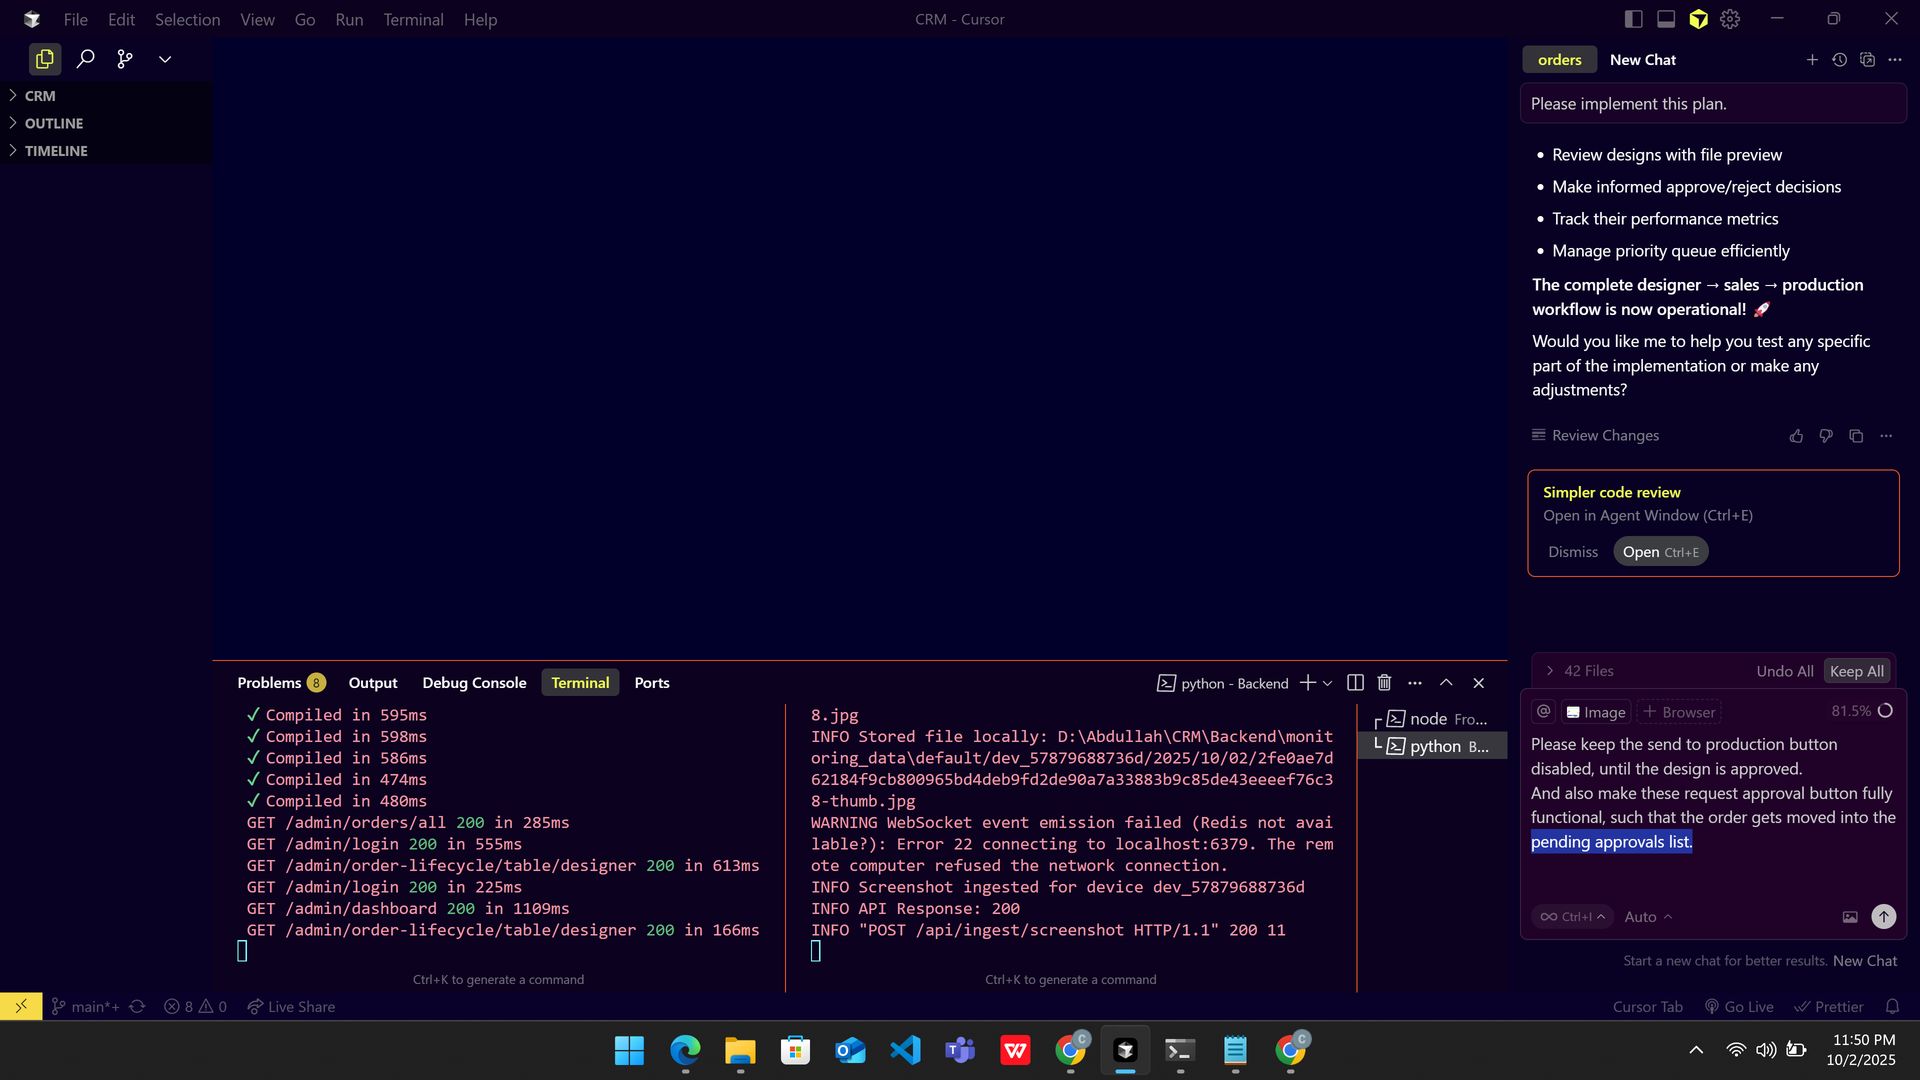 File Edit Selection View Go Run Terminal Help
CRM - Cursor
CRM
OUTLINE
TIMELINE
orders New Chat
Please implement this plan.
• Review designs with file preview
• Make informed approve/reject decisions
• Track their performance metrics
• Manage priority queue efficiently
The complete designer → sales → production
workflow is now operational! 🚀
Would you like me to help you test any specific
part of the implementation or make any
adjustments?
Review Changes
Simpler code review
Open in Agent Window (Ctrl+E)
Dismiss Open Ctrl+E
42 Files Undo All Keep All
@ Image + Browser 81.5%
Please keep the send to production button
disabled, until the design is approved.
And also make these request approval button fully
functional, such that the order gets moved into the
pending approvals list.
∞ Ctrl+I Auto
Start a new chat for better results. New Chat
Problems 8 Output Debug Console Terminal Ports
python - Backend
✓ Compiled in 595ms
✓ Compiled in 598ms
✓ Compiled in 586ms
✓ Compiled in 474ms
✓ Compiled in 480ms
GET /admin/orders/all 200 in 285ms
GET /admin/login 200 in 555ms
GET /admin/order-lifecycle/table/designer 200 in 613ms
GET /admin/login 200 in 225ms
GET /admin/dashboard 200 in 1109ms
GET /admin/order-lifecycle/table/designer 200 in 166ms
Ctrl+K to generate a command
8.jpg
INFO Stored file locally: D:\Abdullah\CRM\Backend\monit
oring_data\default/dev_57879688736d/2025/10/02/2fe0ae7d
62184f9cb800965bd4deb9fd2de90a7a33883b9c85de43eeeef76c3
8-thumb.jpg
WARNING WebSocket event emission failed (Redis not avai
lable?): Error 22 connecting to localhost:6379. The rem
ote computer refused the network connection.
INFO Screenshot ingested for device dev_57879688736d
INFO API Response: 200
INFO "POST /api/ingest/screenshot HTTP/1.1" 200 11
Ctrl+K to generate a command
node Fro...
python B...
main*+ 8 0 Live Share
Cursor Tab Go Live Prettier
11:50 PM
10/2/2025